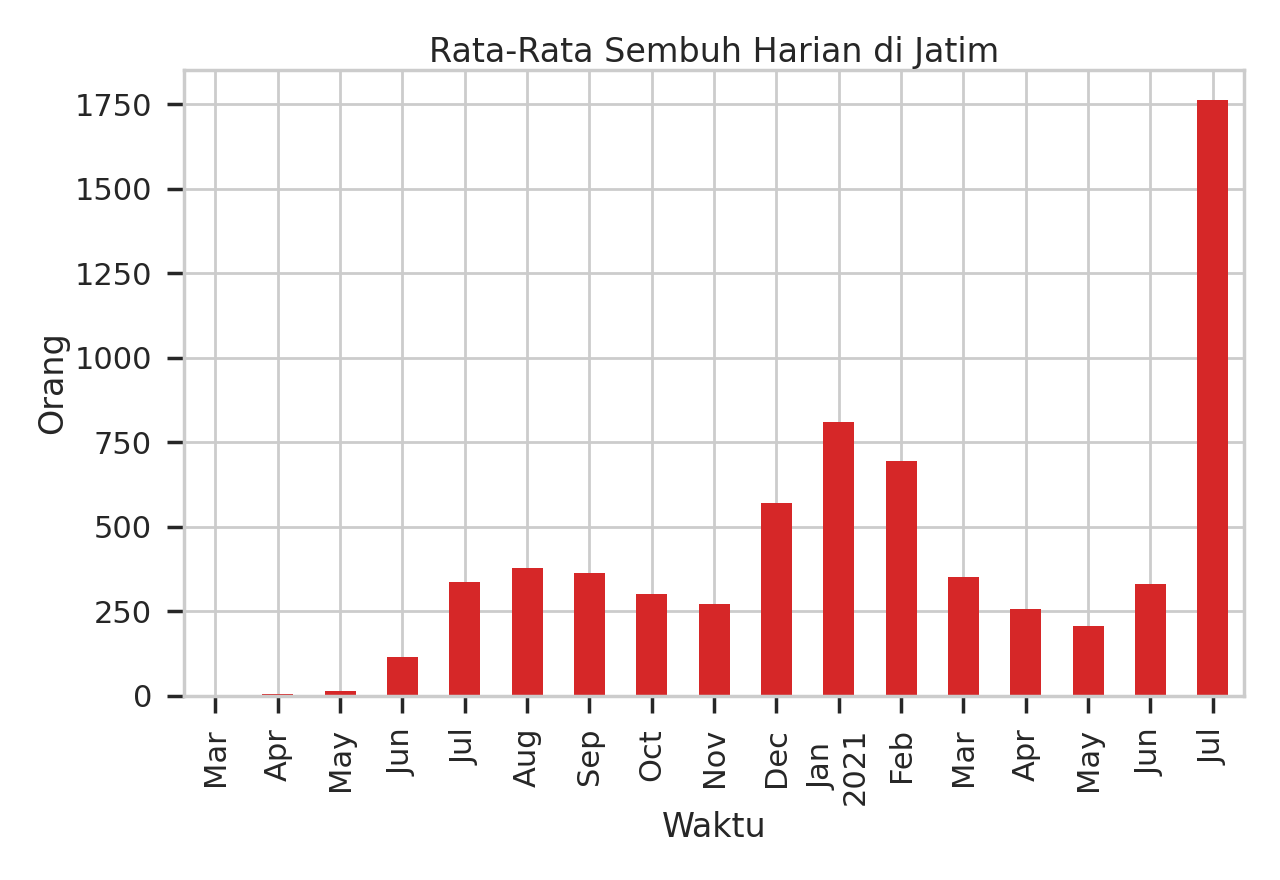 Rata-Rata Sembuh Harian di Jatim
1750
1500
1250
1000
750
500
250
0
Orang
Mar
Apr
May
Jun
Jul
Aug
Sep
Oct
Nov
Dec
Jan
2021
Feb
Mar
Apr
May
Jun
Jul
Waktu